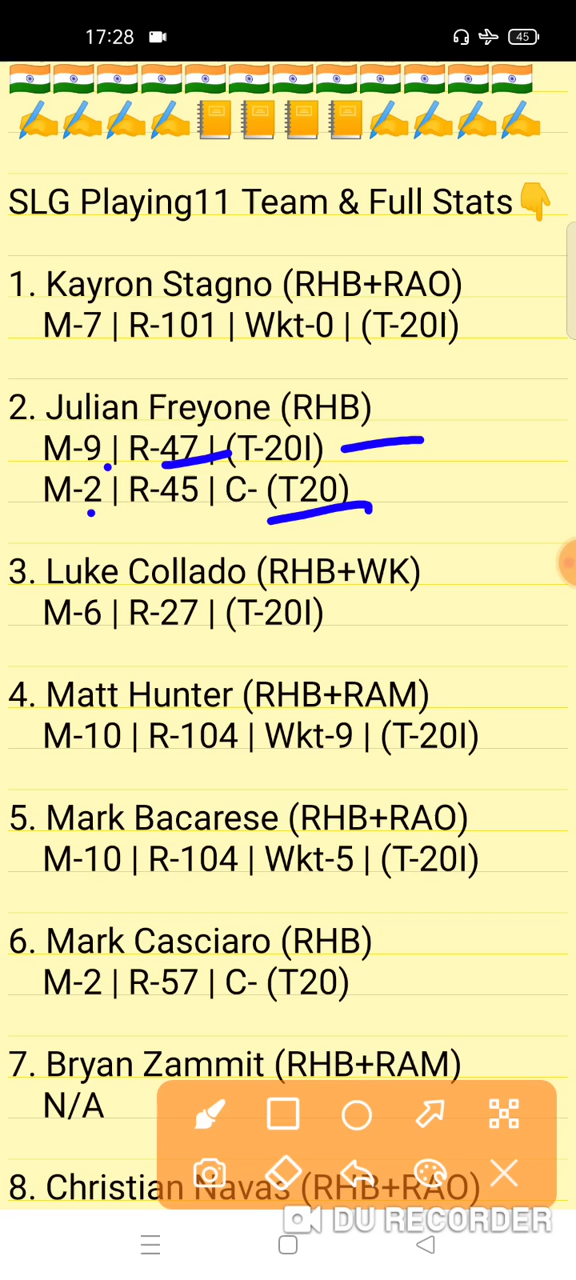 17:28
45
SLG Playing11 Team & Full Stats
1. Kayron Stagno (RHB+RAO)
M-7 | R-101 | Wkt-0 | (T-20I)
2. Julian Freyone (RHB)
M-9 | R-47 | (T-20I)
M-2 | R-45 | C- (T20)
3. Luke Collado (RHB+WK)
M-6 | R-27 | (T-20I)
4. Matt Hunter (RHB+RAM)
M-10 | R-104 | Wkt-9 | (T-20I)
5. Mark Bacarese (RHB+RAO)
M-10 | R-104 | Wkt-5 | (T-20I)
6. Mark Casciaro (RHB)
M-2 | R-57 | C- (T20)
7. Bryan Zammit (RHB+RAM)
N/A
8. Christian Navas (RHB+RAO)
DU RECORDER